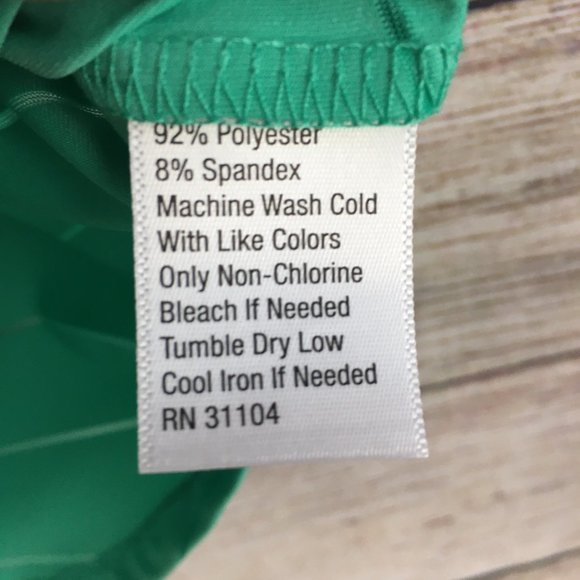 92% Polyester
8% Spandex
Machine Wash Cold
With Like Colors
Only Non-Chlorine
Bleach If Needed
Tumble Dry Low
Cool Iron If Needed
RN 31104